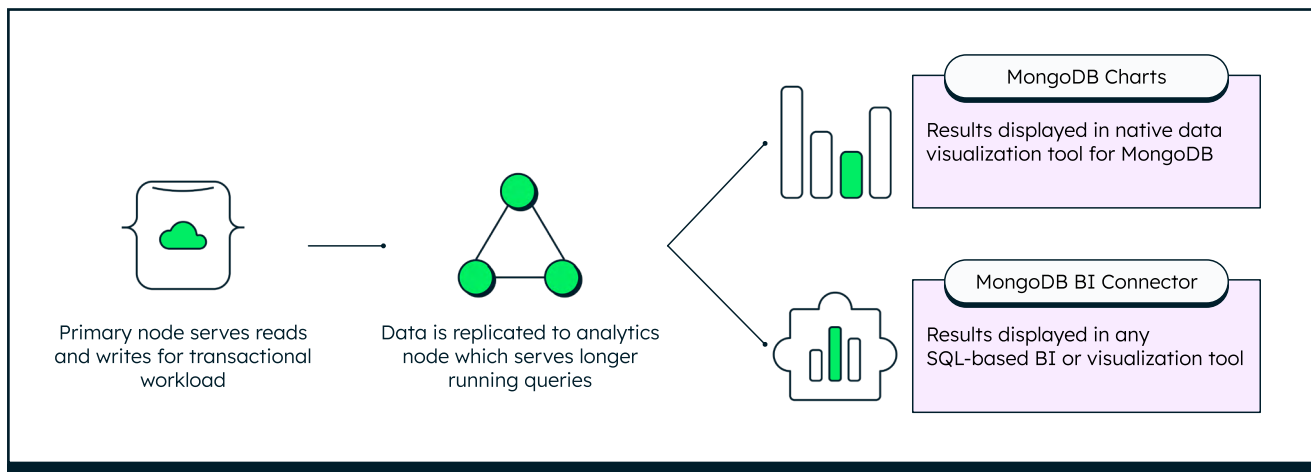 Primary node serves reads
and writes for transactional
workload
Data is replicated to analytics
node which serves longer
running queries
MongoDB Charts
Results displayed in native data
visualization tool for MongoDB
MongoDB BI Connector
Results displayed in any
SQL-based BI or visualization tool